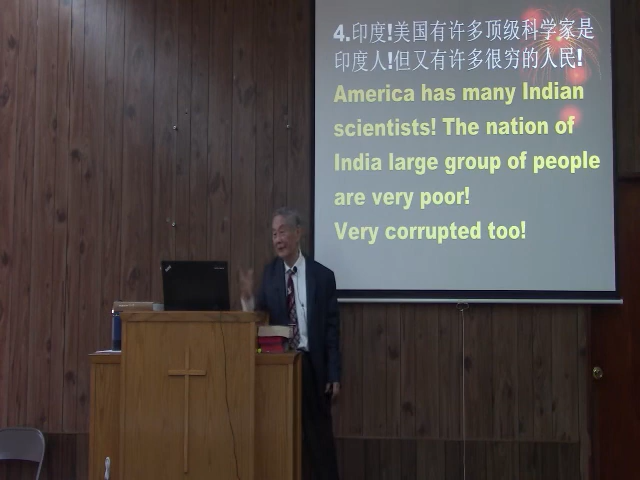 4.印度!美国有许多顶级科学家是
印度人!但又有许多很穷的人民!
America has many Indian
scientists! The nation of
India large group of people
are very poor!
Very corrupted too!